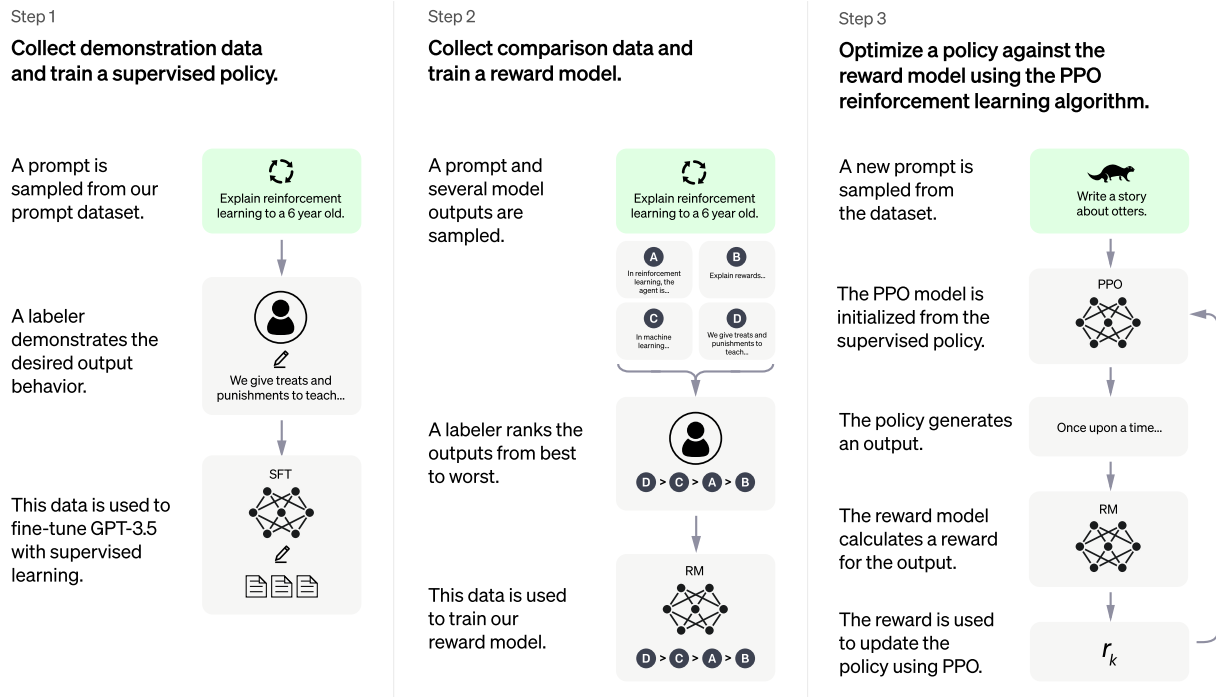 Step 1
Collect demonstration data
and train a supervised policy.
A prompt is
sampled from our
prompt dataset.
Explain reinforcement
learning to a 6 year old.
A labeler
demonstrates the
desired output
behavior.
We give treats and
punishments to teach...
This data is used to
fine-tune GPT-3.5
with supervised
learning.
SFT
Step 2
Collect comparison data and
train a reward model.
A prompt and
several model
outputs are
sampled.
Explain reinforcement
learning to a 6 year old.
A
In reinforcement
learning, the
agent is...
B
Explain rewards...
C
In machine
learning...
D
We give treats and
punishments to
teach...
A labeler ranks the
outputs from best
to worst.
D > C > A > B
This data is used
to train our
reward model.
RM
D > C > A > B
Step 3
Optimize a policy against the
reward model using the PPO
reinforcement learning algorithm.
A new prompt is
sampled from
the dataset.
Write a story
about otters.
The PPO model is
initialized from the
supervised policy.
PPO
The policy generates
an output.
Once upon a time...
The reward model
calculates a reward
for the output.
RM
The reward is used
to update the
policy using PPO.
rₖ